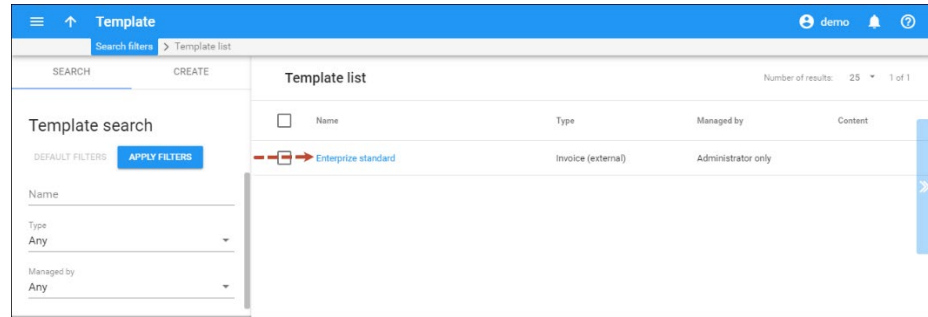 Template
demo
Search filters > Template list
SEARCH CREATE
Template list
Number of results: 25 1 of 1
Template search
Name Type Managed by Content
DEFAULT FILTERS APPLY FILTERS
Enterprize standard Invoice (external) Administrator only
Name
Type
Any
Managed by
Any